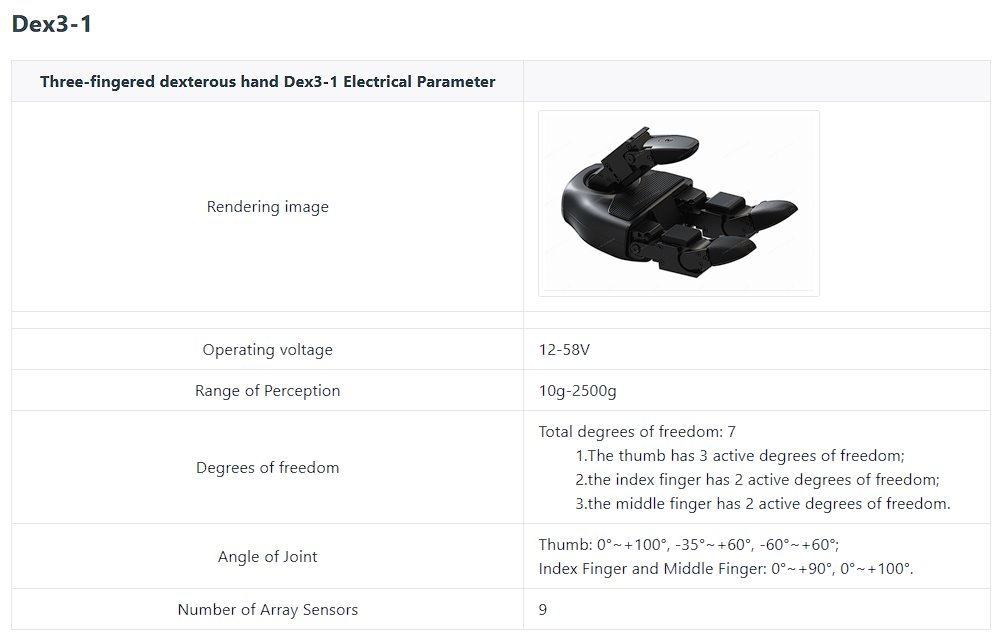 Dex3-1
Three-fingered dexterous hand Dex3-1 Electrical Parameter
Rendering image
Operating voltage
12-58V
Range of Perception
10g-2500g
Degrees of freedom
Total degrees of freedom: 7
1.The thumb has 3 active degrees of freedom;
2.the index finger has 2 active degrees of freedom;
3.the middle finger has 2 active degrees of freedom.
Angle of Joint
Thumb: 0°~+100°, -35°~+60°, -60°~+60°;
Index Finger and Middle Finger: 0°~+90°, 0°~+100°.
Number of Array Sensors
9